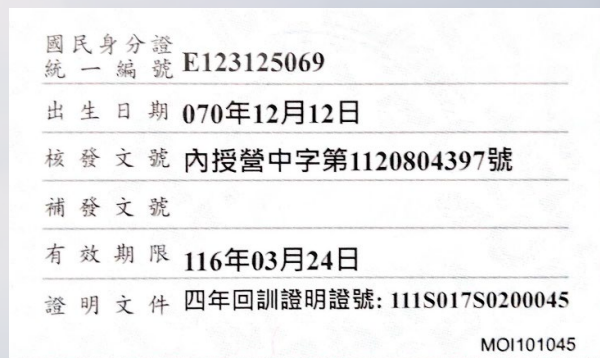 國民身分證
統一編號 E123125069
出生日期 070年12月12日
核發文號 內授營中字第1120804397號
補發文號
有效期限 116年03月24日
證明文件 四年回訓證明證號: 111S017S0200045
MOI101045